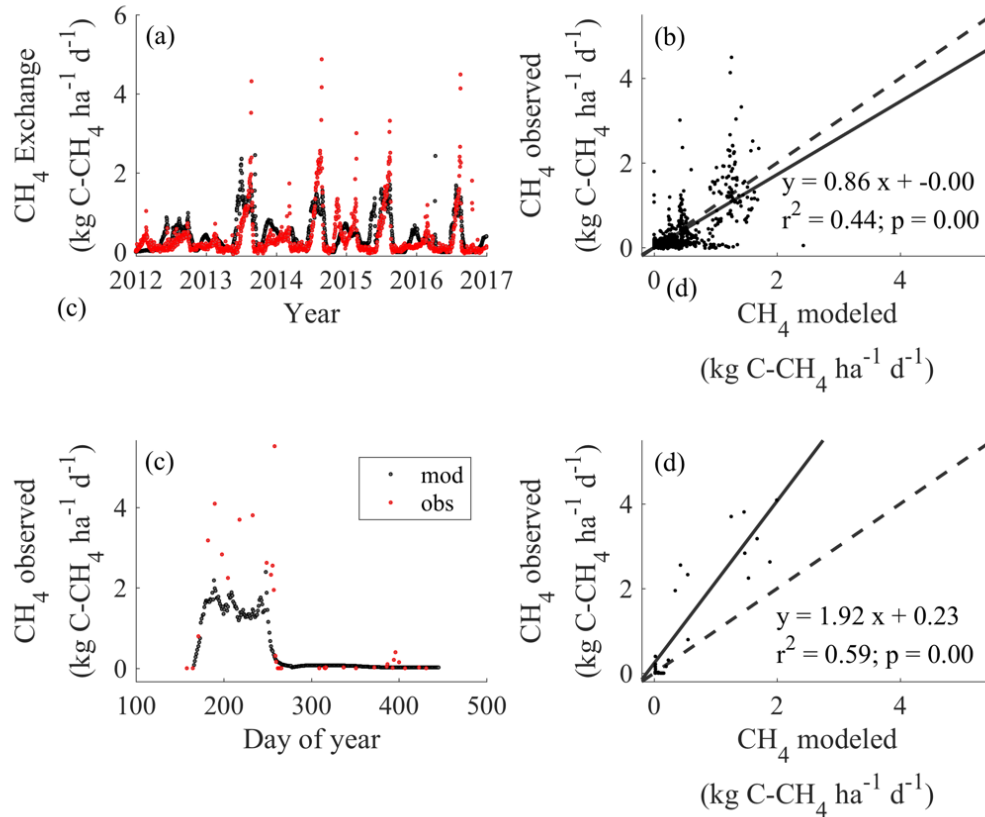 (a)
CH4 Exchange
(kg C-CH4 ha-1 d-1)
6
4
2
0
2012 2013 2014 2015 2016 2017
Year
(c)
(b)
CH4 observed
(kg C-CH4 ha-1 d-1)
4
2
0
y = 0.86 x + -0.00
r2 = 0.44; p = 0.00
0 2 4
(d)
CH4 modeled
(kg C-CH4 ha-1 d-1)
(c)
CH4 observed
(kg C-CH4 ha-1 d-1)
4
2
0
mod
obs
100 200 300 400 500
Day of year
(d)
CH4 observed
(kg C-CH4 ha-1 d-1)
4
2
0
y = 1.92 x + 0.23
r2 = 0.59; p = 0.00
0 2 4
CH4 modeled
(kg C-CH4 ha-1 d-1)